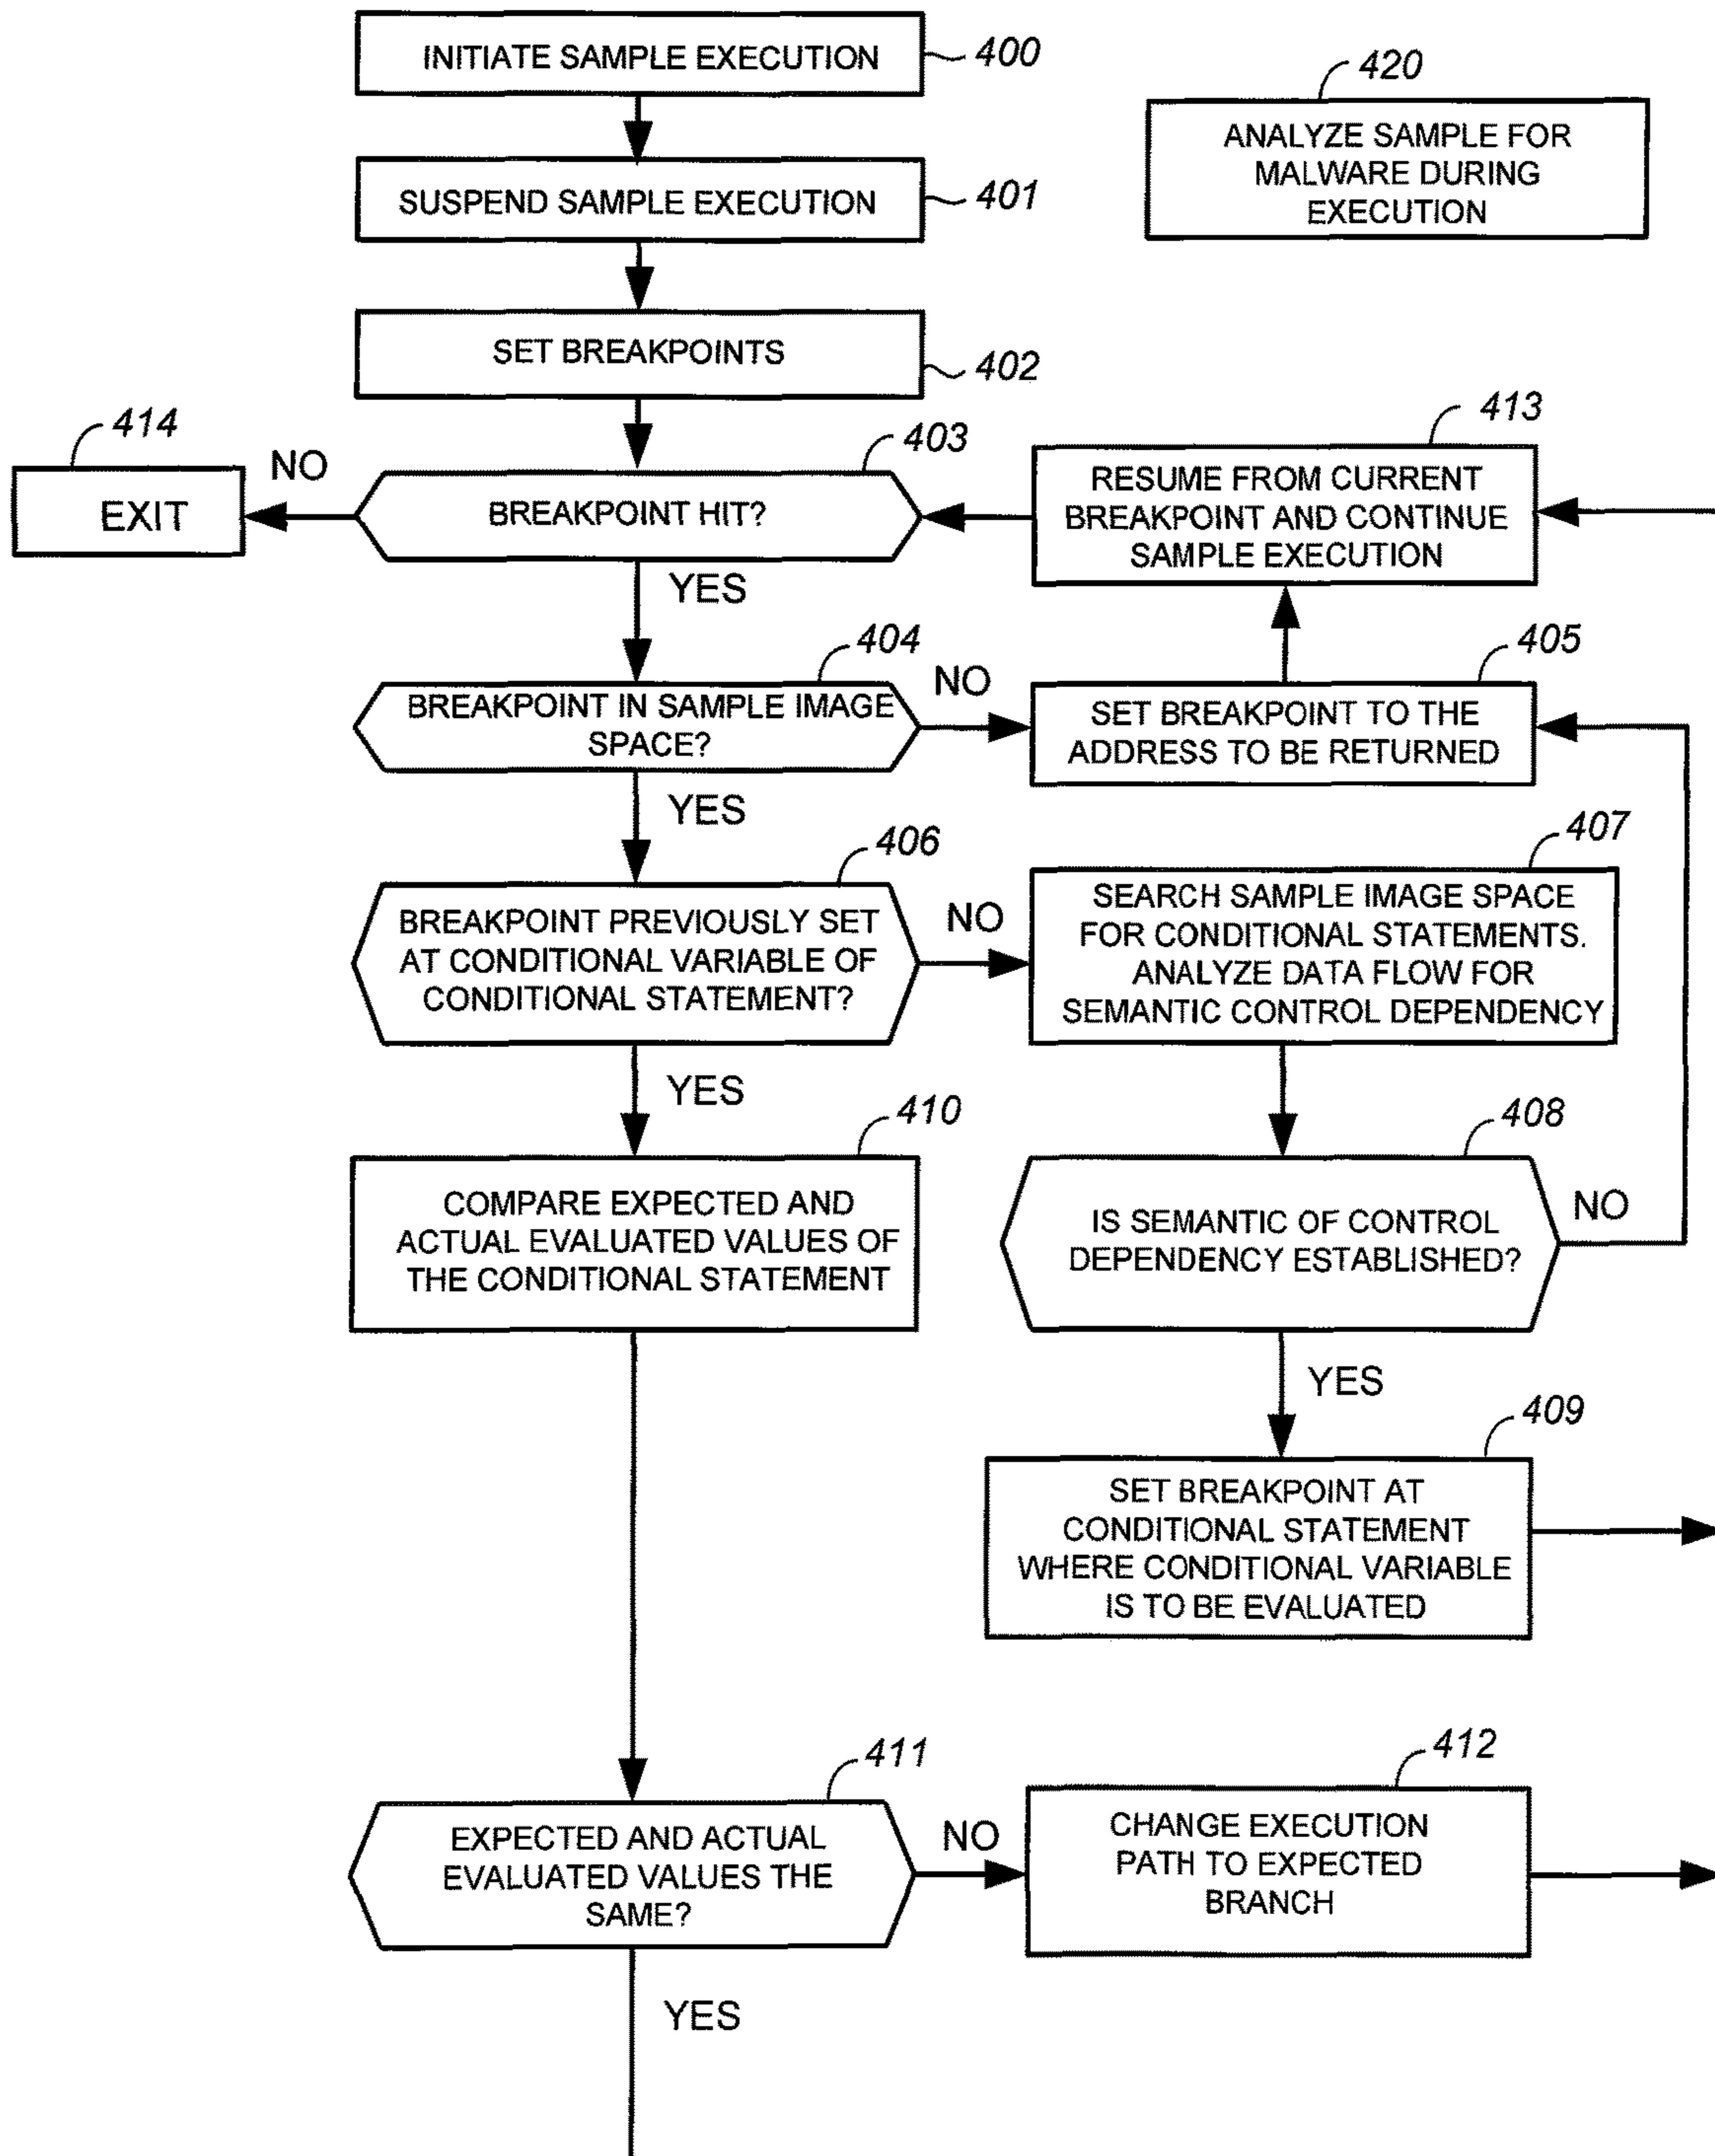 INITIATE SAMPLE EXECUTION
400
420
ANALYZE SAMPLE FOR
MALWARE DURING
EXECUTION
SUSPEND SAMPLE EXECUTION
401
SET BREAKPOINTS
402
414
EXIT
NO
403
BREAKPOINT HIT?
YES
413
RESUME FROM CURRENT
BREAKPOINT AND CONTINUE
SAMPLE EXECUTION
404
BREAKPOINT IN SAMPLE IMAGE
SPACE?
NO
YES
405
SET BREAKPOINT TO THE
ADDRESS TO BE RETURNED
406
BREAKPOINT PREVIOUSLY SET
AT CONDITIONAL VARIABLE OF
CONDITIONAL STATEMENT?
NO
YES
407
SEARCH SAMPLE IMAGE SPACE
FOR CONDITIONAL STATEMENTS.
ANALYZE DATA FLOW FOR
SEMANTIC CONTROL DEPENDENCY
410
COMPARE EXPECTED AND
ACTUAL EVALUATED VALUES OF
THE CONDITIONAL STATEMENT
408
IS SEMANTIC OF CONTROL
DEPENDENCY ESTABLISHED?
NO
YES
409
SET BREAKPOINT AT
CONDITIONAL STATEMENT
WHERE CONDITIONAL VARIABLE
IS TO BE EVALUATED
411
EXPECTED AND ACTUAL
EVALUATED VALUES THE
SAME?
NO
YES
412
CHANGE EXECUTION
PATH TO EXPECTED
BRANCH